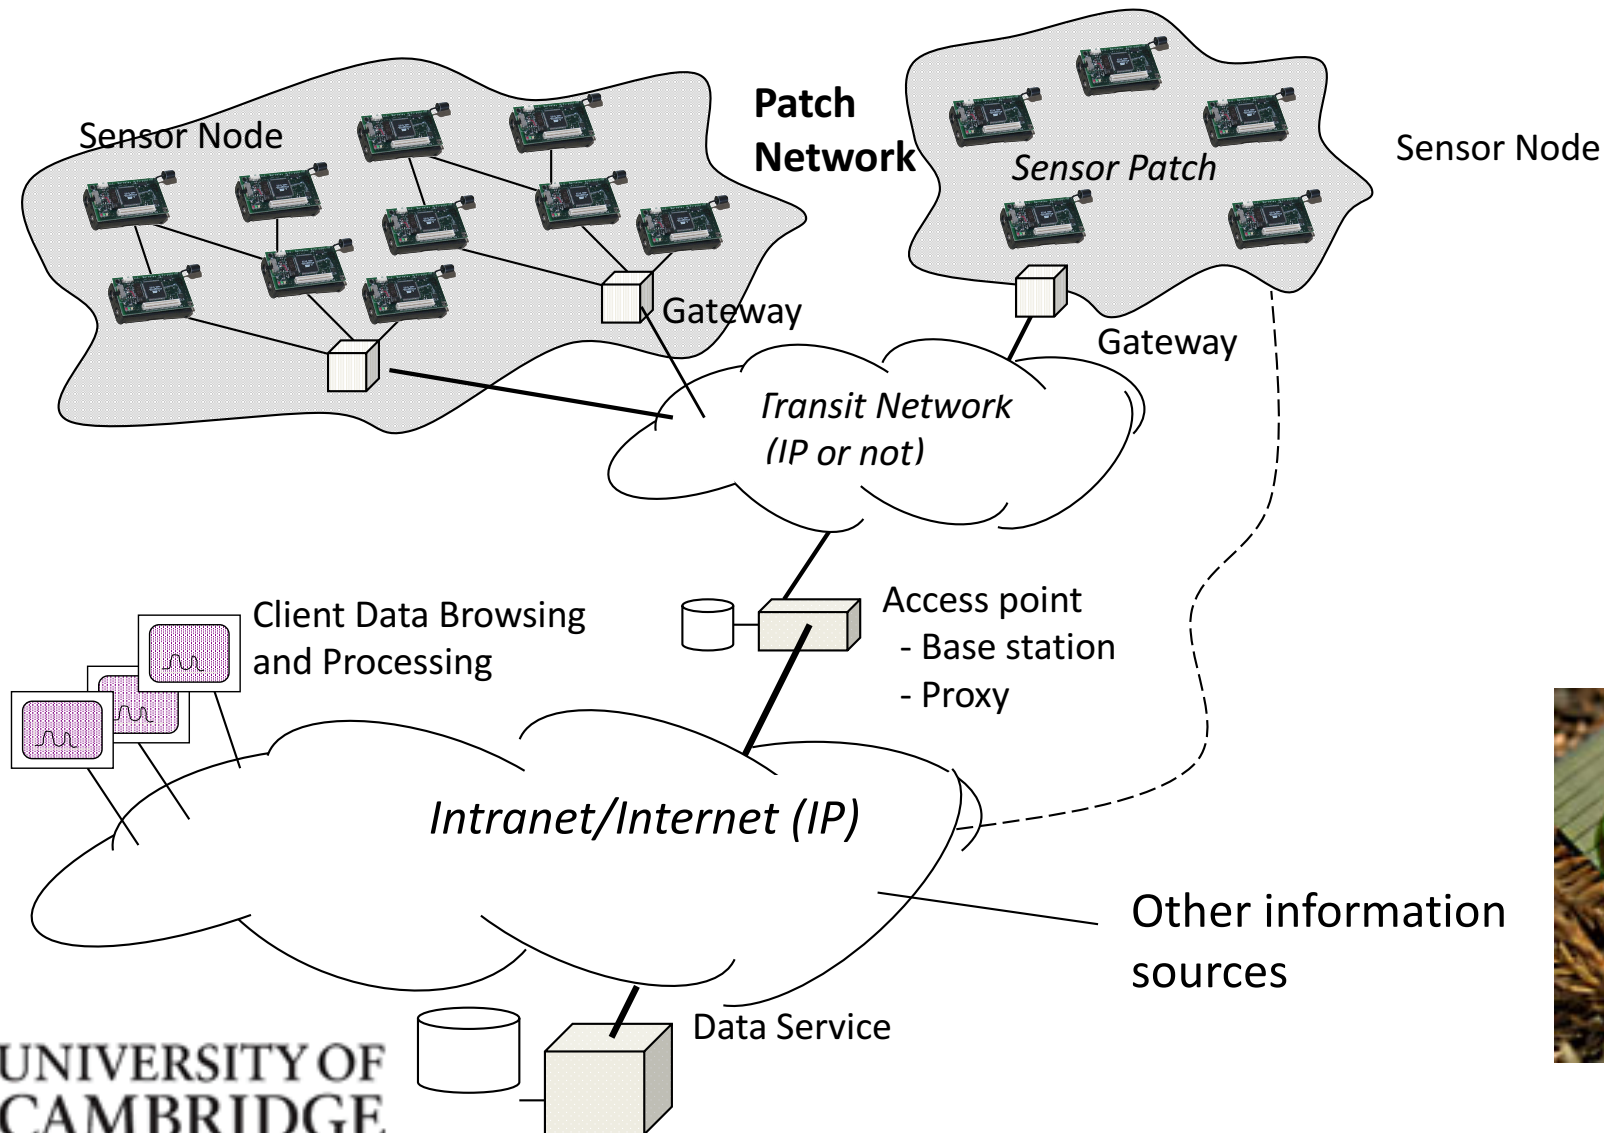 Patch
Network
Sensor Node
Sensor Patch
Sensor Node
Gateway
Gateway
Transit Network
(IP or not)
Access point
- Base station
- Proxy
Client Data Browsing
and Processing
Intranet/Internet (IP)
Other information
sources
Data Service
UNIVERSITY OF
CAMBRIDGE